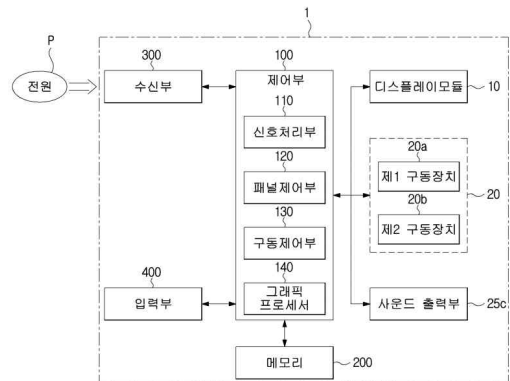 1
P
전원
300
수신부
100
제어부
110
신호처리부
120
패널제어부
130
구동제어부
140
그래픽
프로세서
400
입력부
디스플레이모듈
10
20a
제1 구동장치
20b
제2 구동장치
20
사운드 출력부
25c
메모리
200